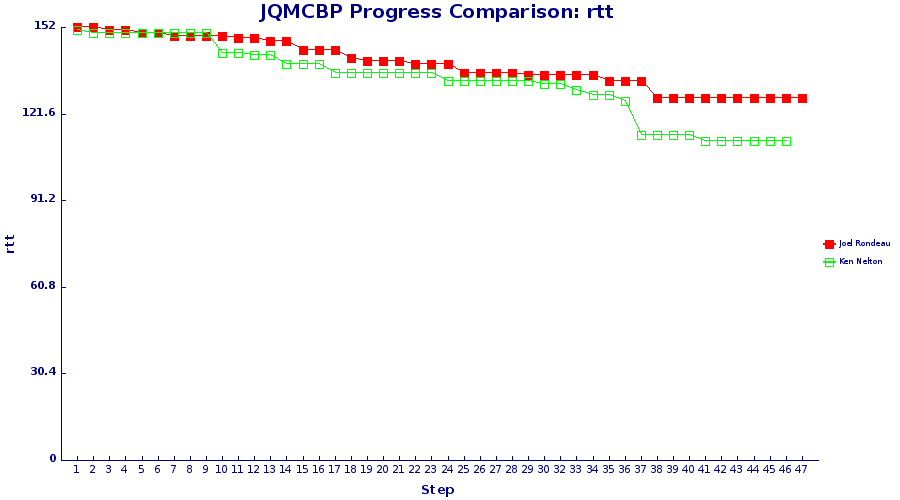 JQMCBP Progress Comparison: rtt
152
121.6
91.2
60.8
30.4
0
rtt
1 2 3 4 5 6 7 8 9 10 11 12 13 14 15 16 17 18 19 20 21 22 23 24 25 26 27 28 29 30 32 33 34 35 36 37 38 39 40 41 42 43 44 45 46 47
Step
Joel Rondeau
Ken Nelton